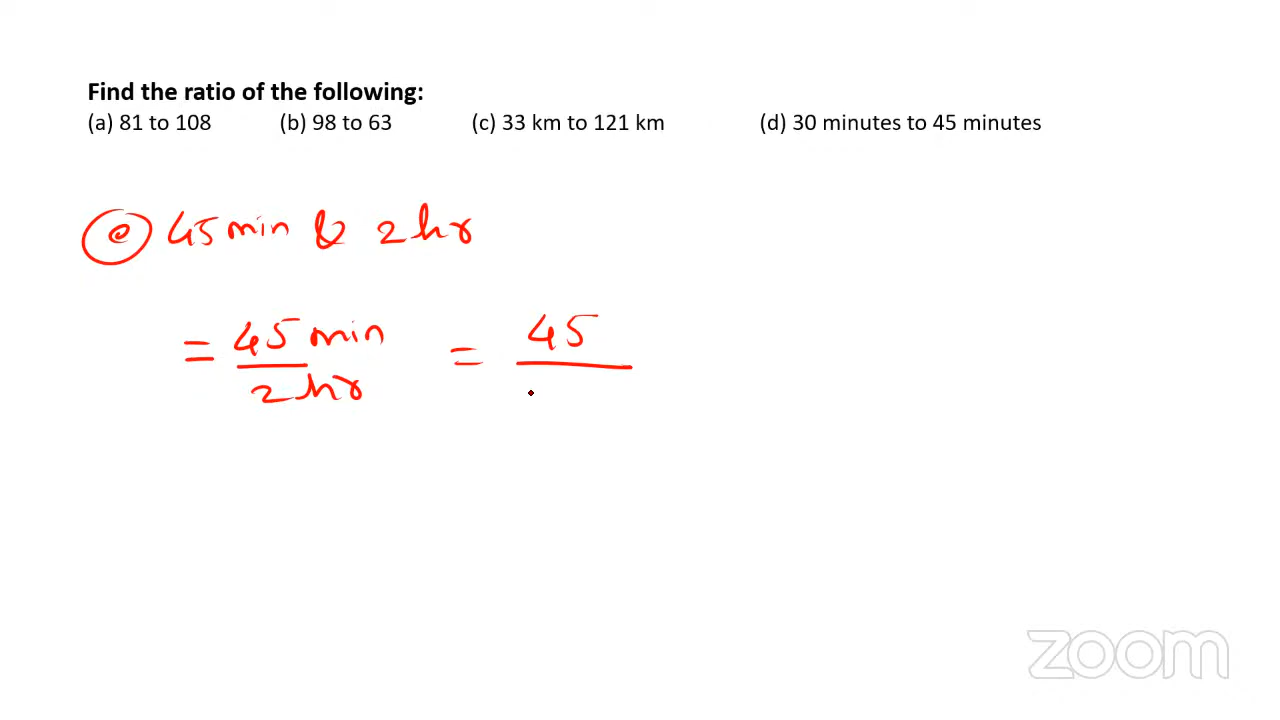 Find the ratio of the following:
(a) 81 to 108 (b) 98 to 63 (c) 33 km to 121 km (d) 30 minutes to 45 minutes
(e) 45 min & 2 hr
= 45 min / 2 hr = 45 /
zoom